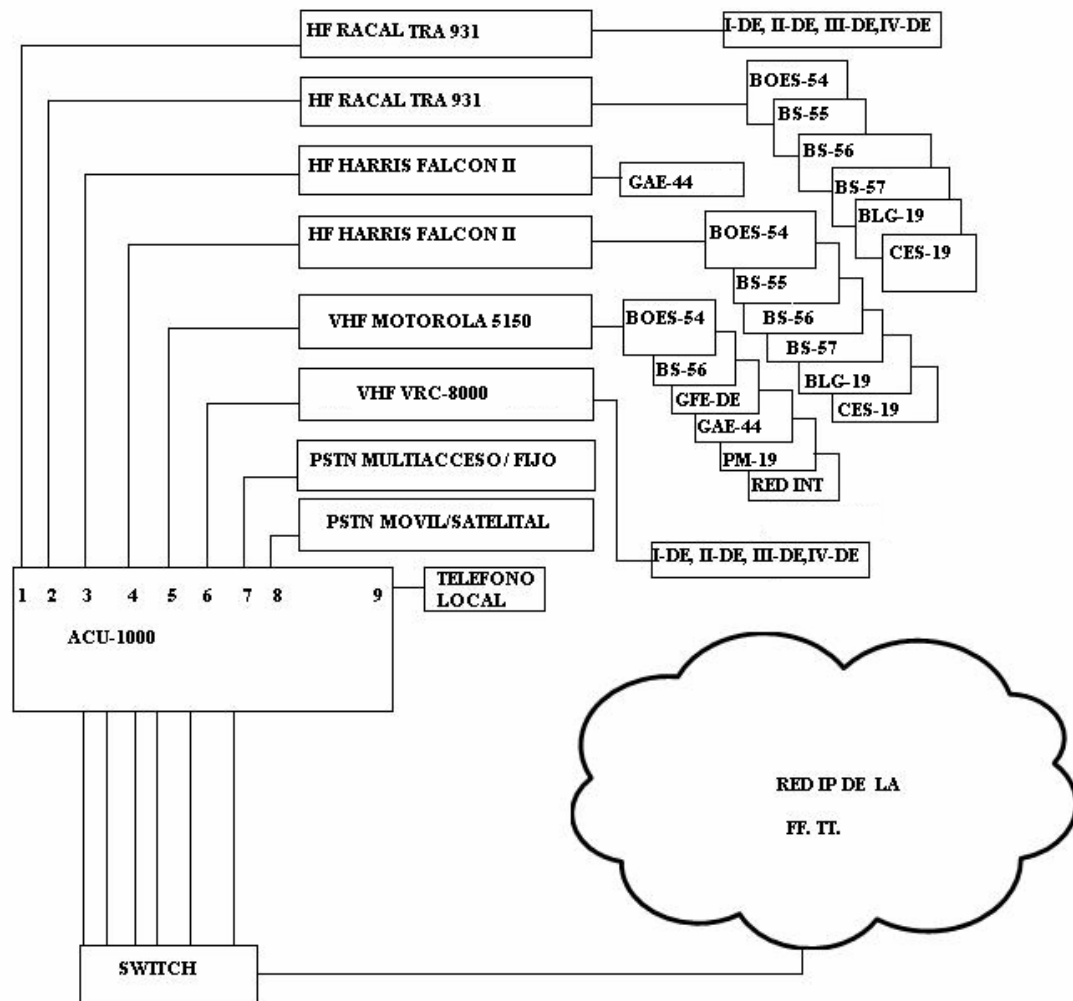 HF RACAL TRA 931
I-DE, II-DE, III-DE,IV-DE
HF RACAL TRA 931
BOES-54
BS-55
BS-56
BS-57
BLG-19
CES-19
HF HARRIS FALCON II
GAE-44
HF HARRIS FALCON II
BOES-54
BS-55
BS-56
BS-57
BLG-19
CES-19
VHF MOTOROLA 5150
BOES-54
BS-56
GFE-DE
GAE-44
PM-19
RED INT
VHF VRC-8000
I-DE, II-DE, III-DE,IV-DE
PSTN MULTIACCESO / FIJO
PSTN MOVIL/SATELITAL
TELEFONO
LOCAL
1 2 3 4 5 6 7 8 9
ACU-1000
RED IP DE LA
FF. TT.
SWITCH